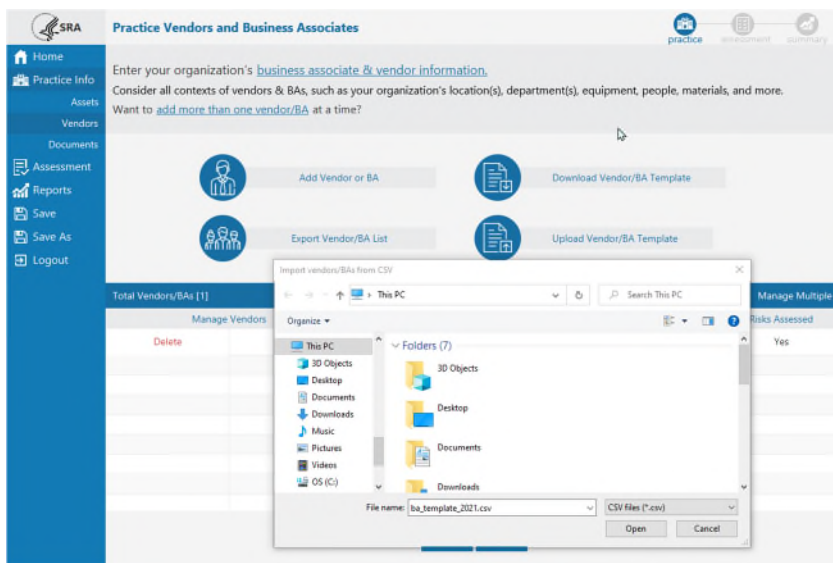 SRA
Practice Vendors and Business Associates
practice
assessment
summary
Home
Practice Info
Assets
Vendors
Documents
Assessment
Reports
Save
Save As
Logout
Enter your organization's business associate & vendor information.
Consider all contexts of vendors & BAs, such as your organization's location(s), department(s), equipment, people, materials, and more.
Want to add more than one vendor/BA at a time?
Add Vendor or BA
Download Vendor/BA Template
Export Vendor/BA List
Upload Vendor/BA Template
Total Vendors/BAs [1]
Manage Multiple
Manage Vendors
Risks Assessed
Delete
Yes
Import vendors/BAs from CSV
This PC
Search This PC
Organize
This PC
3D Objects
Desktop
Documents
Downloads
Music
Pictures
Videos
OS (C:)
Folders (7)
3D Objects
Desktop
Documents
Downloads
File name: ba_template_2021.csv
CSV files (*.csv)
Open
Cancel